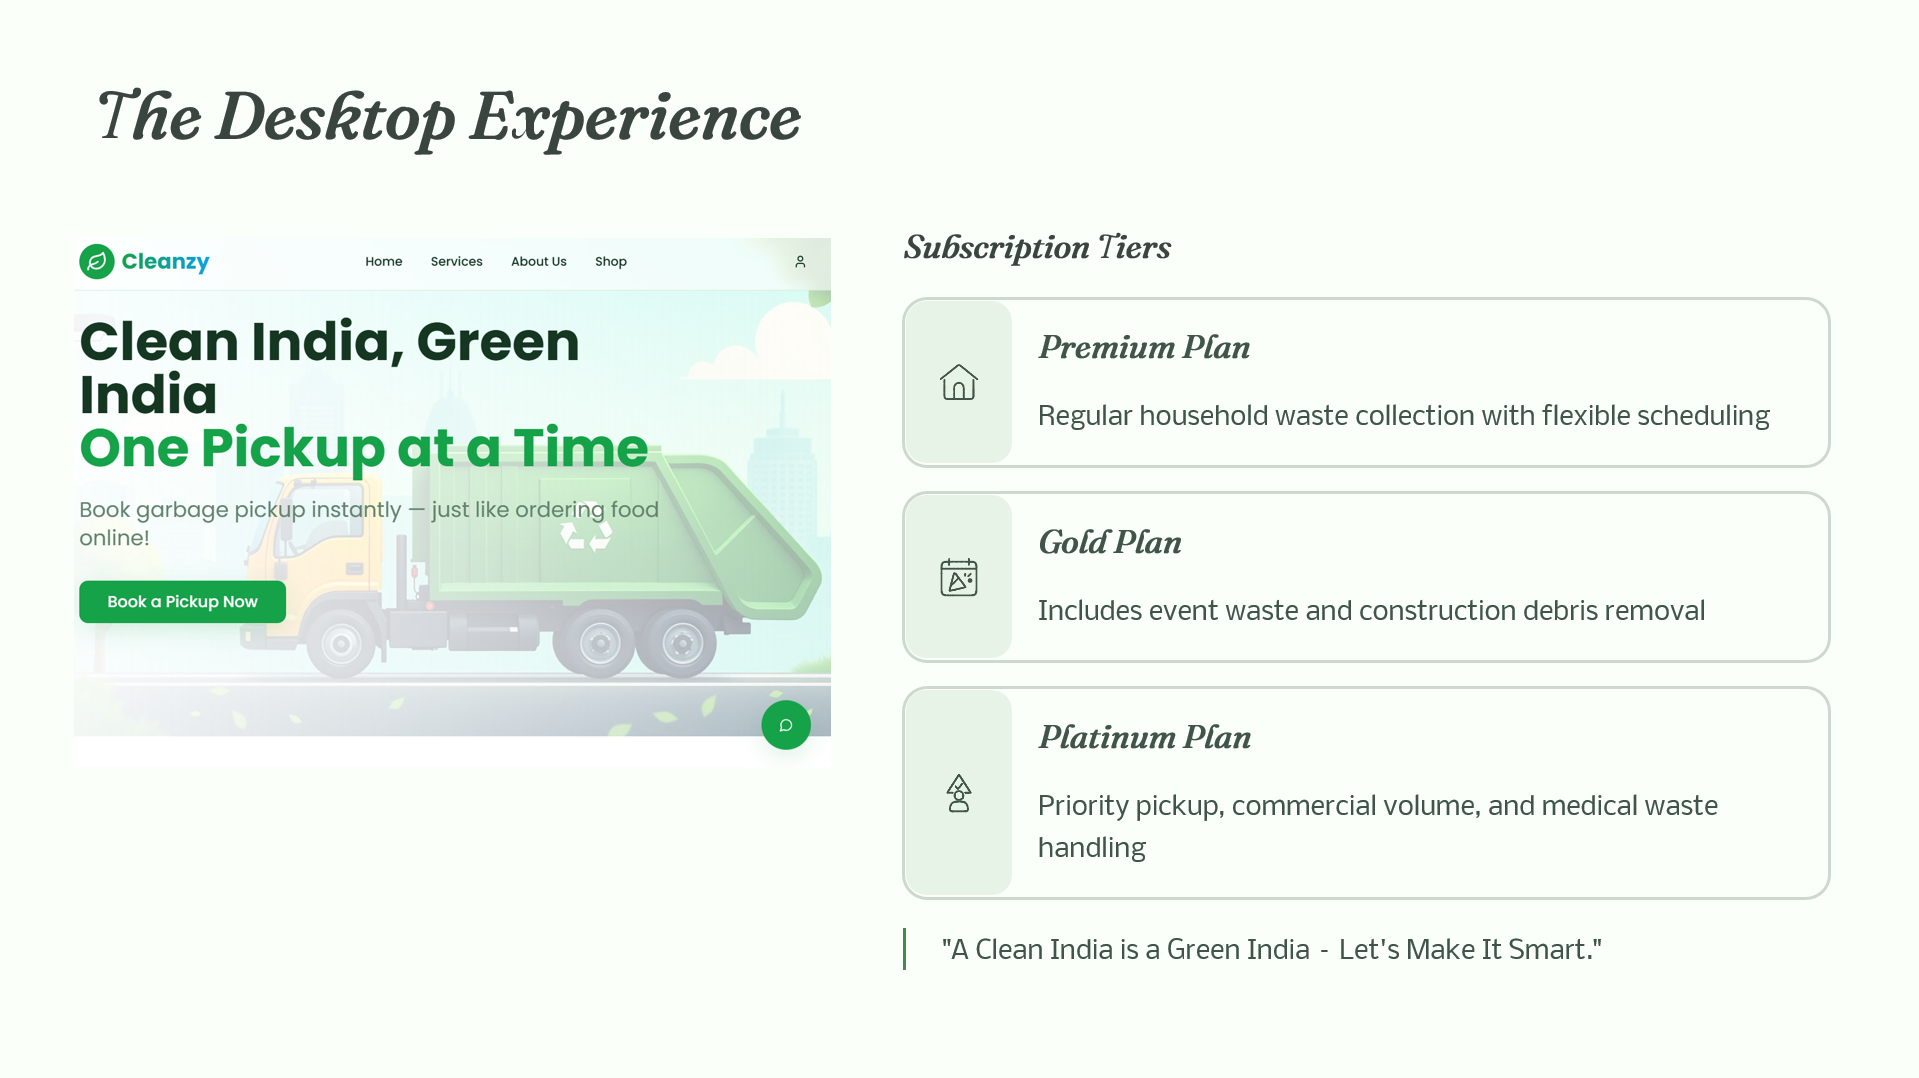 The Desktop Experience
Cleanzy
Home Services About Us Shop
Clean India, Green
India
One Pickup at a Time
Book garbage pickup instantly — just like ordering food
online!
Book a Pickup Now
Subscription Tiers
Premium Plan
Regular household waste collection with flexible scheduling
Gold Plan
Includes event waste and construction debris removal
Platinum Plan
Priority pickup, commercial volume, and medical waste
handling
"A Clean India is a Green India - Let's Make It Smart."